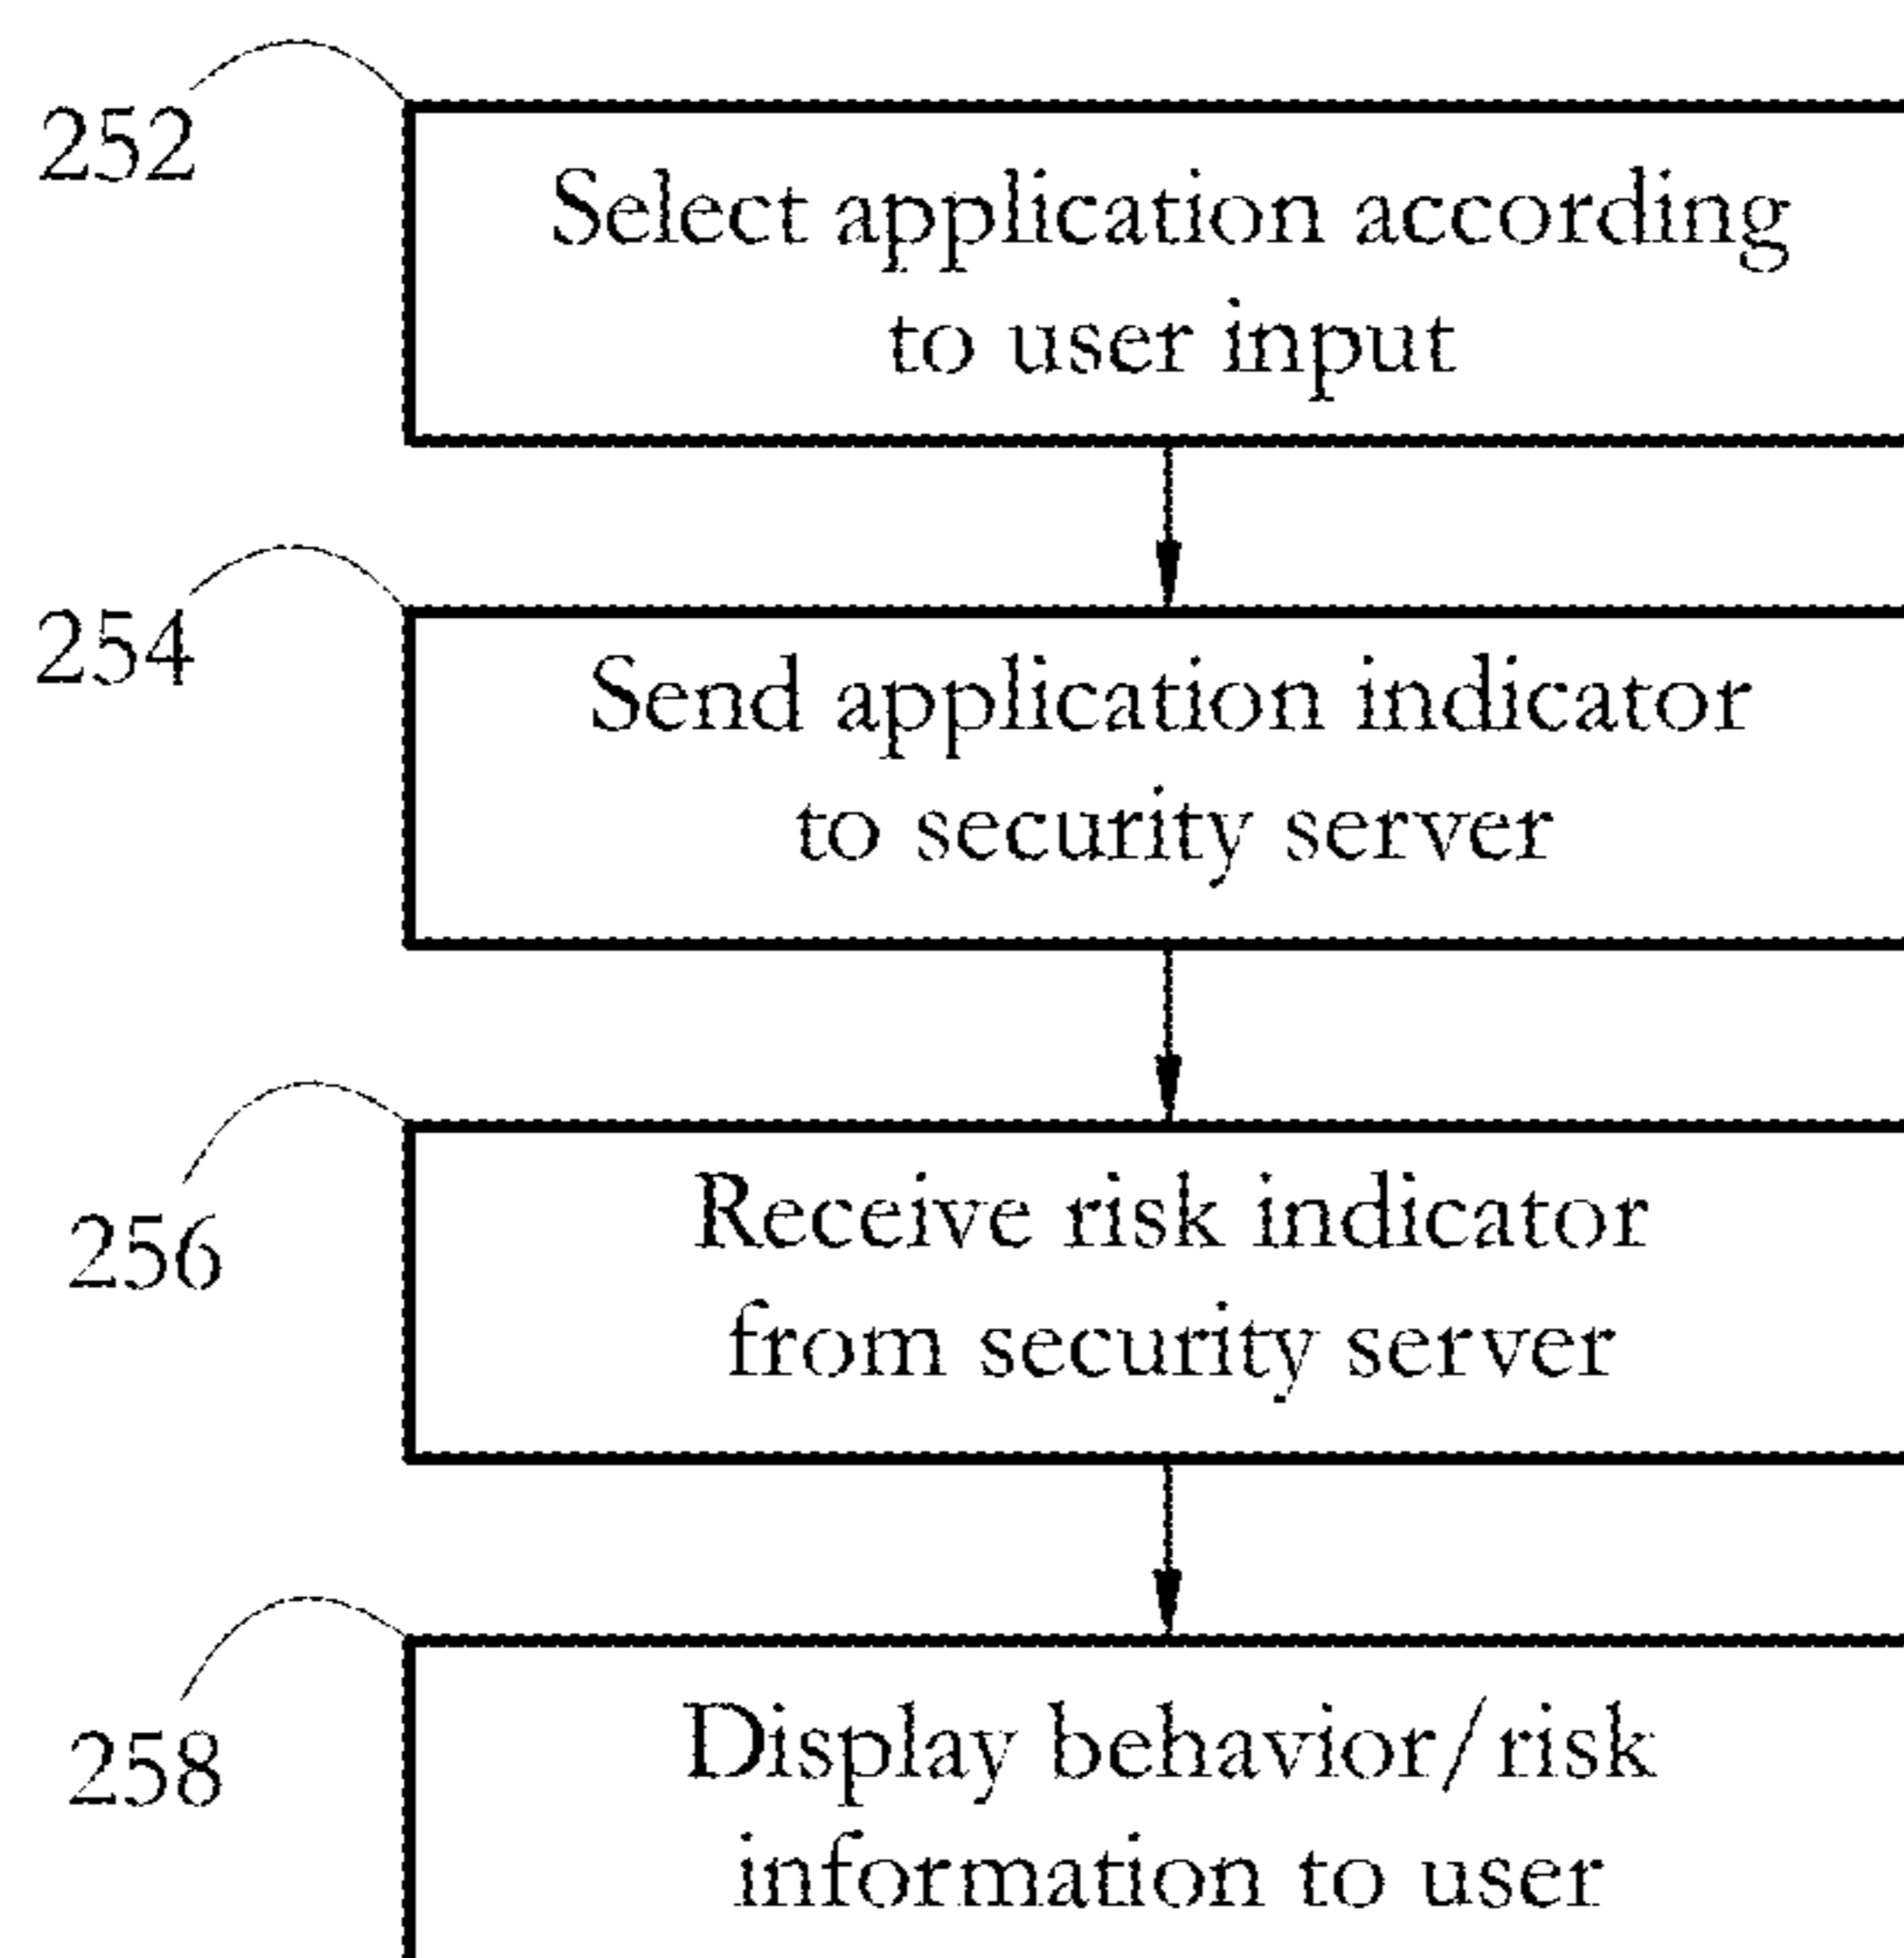 252
Select application according
to user input
254
Send application indicator
to security server
256
Receive risk indicator
from security server
258
Display behavior/risk
information to user